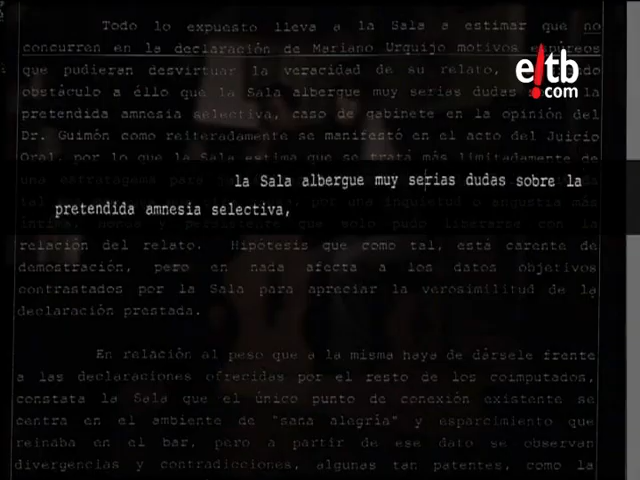 Todo lo expuesto lleva a la Sala a estimar que no
concurren en la declaración de Mariano Urquijo motivos espúreos
que pudieran desvirtuar la veracidad de su relato,
obstáculo a éllo que la Sala albergue muy serias dudas
pretendida amnesia selectiva, caso de gabinete en la opinión del
Dr. Guimón como reiteradamente se manifestó en el acto del Juicio
Oral, por lo que la Sala estima que se trata más limitadamente de
la Sala albergue muy serias dudas sobre la
pretendida amnesia selectiva,
relación del relato. Hipótesis que como tal, está carente de
demostración, pero en nada afecta a los datos objetivos
contrastados por la Sala para apreciar la verosimilitud de la
declaración prestada.
En relación al peso que a la misma haya de dársele frente
a las declaraciones ofrecidas por el resto de los coimputados,
constata la Sala que el único punto de conexión existente se
centra en el ambiente de "sana alegría" y esparcimiento que
reinaba en el bar, pero a partir de ese dato se observan
divergencias y contradicciones, algunas tan patentes, como la
eitb
.com